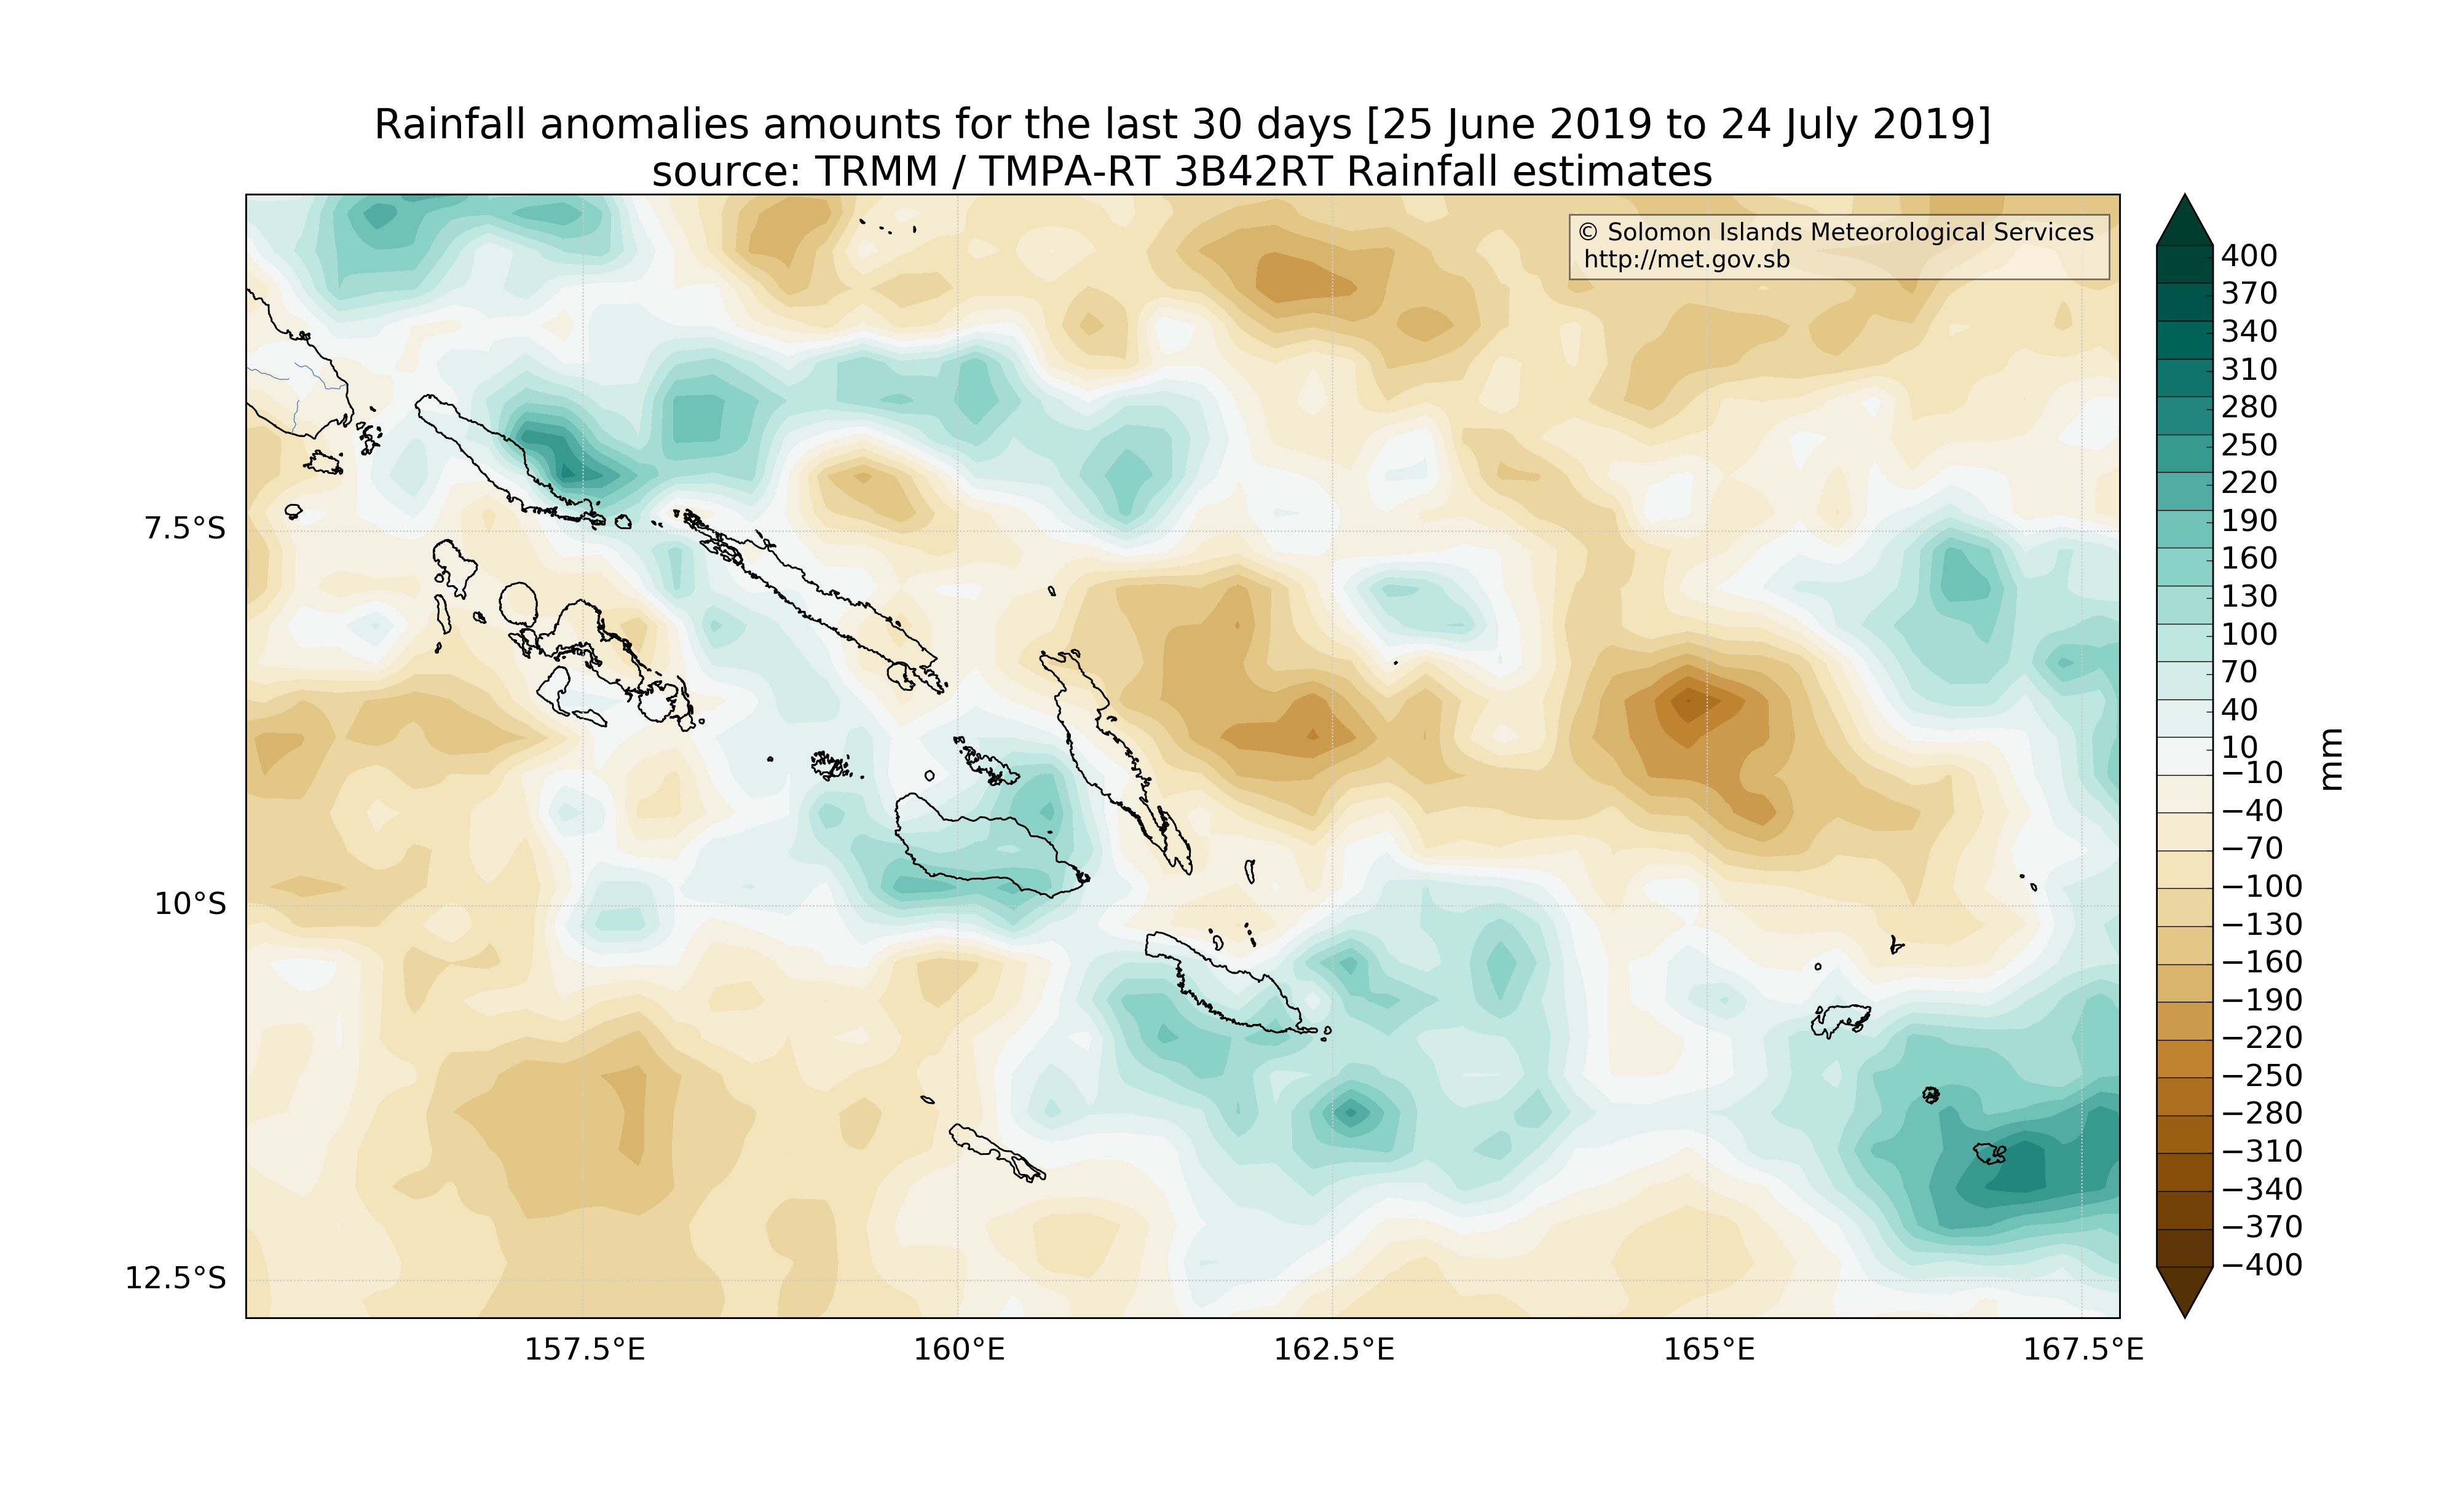 Rainfall anomalies amounts for the last 30 days [25 June 2019 to 24 July 2019]
source: TRMM / TMPA-RT 3B42RT Rainfall estimates
© Solomon Islands Meteorological Services
http://met.gov.sb
7.5°S
10°S
12.5°S
157.5°E
160°E
162.5°E
165°E
167.5°E
400
370
340
310
280
250
220
190
160
130
100
70
40
10
−10
−40
−70
−100
−130
−160
−190
−220
−250
−280
−310
−340
−370
−400
mm